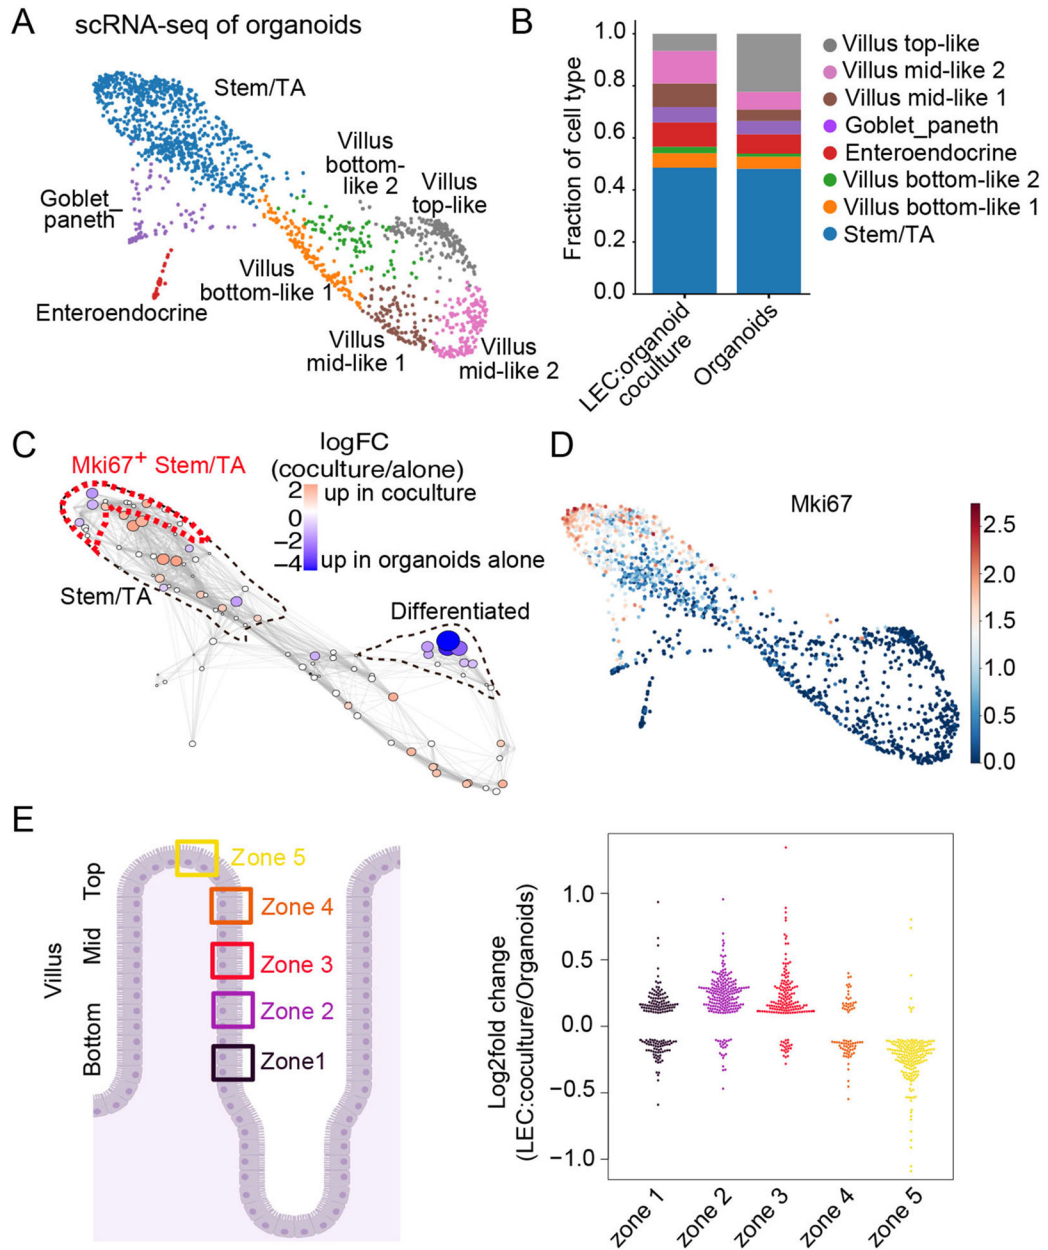 A
scRNA-seq of organoids
Stem/TA
Villus
bottom-
like 2
Villus
top-like
Goblet_
paneth
Villus
bottom-like 1
Enteroendocrine
Villus
mid-like 1
Villus
mid-like 2
B
Fraction of cell type
1.0
0.8
0.6
0.4
0.2
0.0
LEC:organoid
coculture
Organoids
Villus top-like
Villus mid-like 2
Villus mid-like 1
Goblet_paneth
Enteroendocrine
Villus bottom-like 2
Villus bottom-like 1
Stem/TA
C
Mki67+ Stem/TA
logFC
(coculture/alone)
2 up in coculture
0
−2
−4 up in organoids alone
Stem/TA
Differentiated
D
Mki67
2.5
2.0
1.5
1.0
0.5
0.0
E
Villus
Top
Mid
Bottom
Zone 5
Zone 4
Zone 3
Zone 2
Zone1
Log2fold change
(LEC:coculture/Organoids)
1.0
0.5
0.0
−0.5
−1.0
zone 1
zone 2
zone 3
zone 4
zone 5